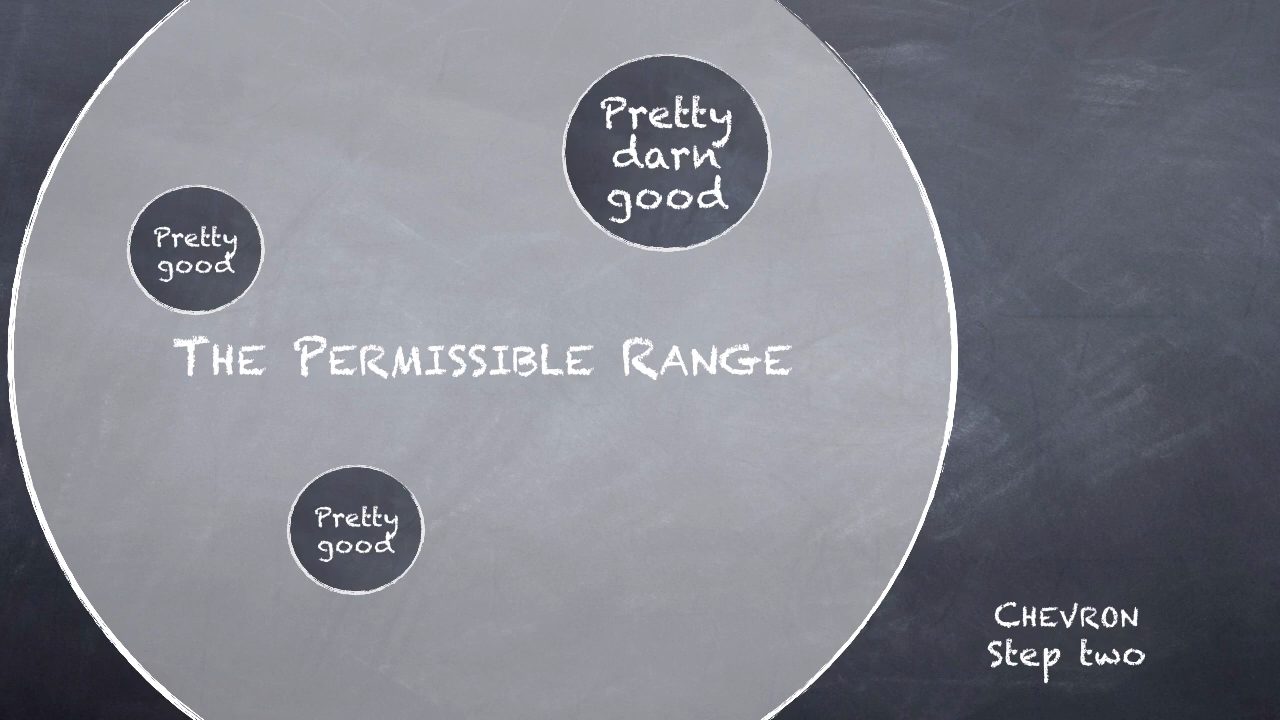 Pretty
darn
good
Pretty
good
THE PERMISSIBLE RANGE
Pretty
good
CHEVRON
Step two